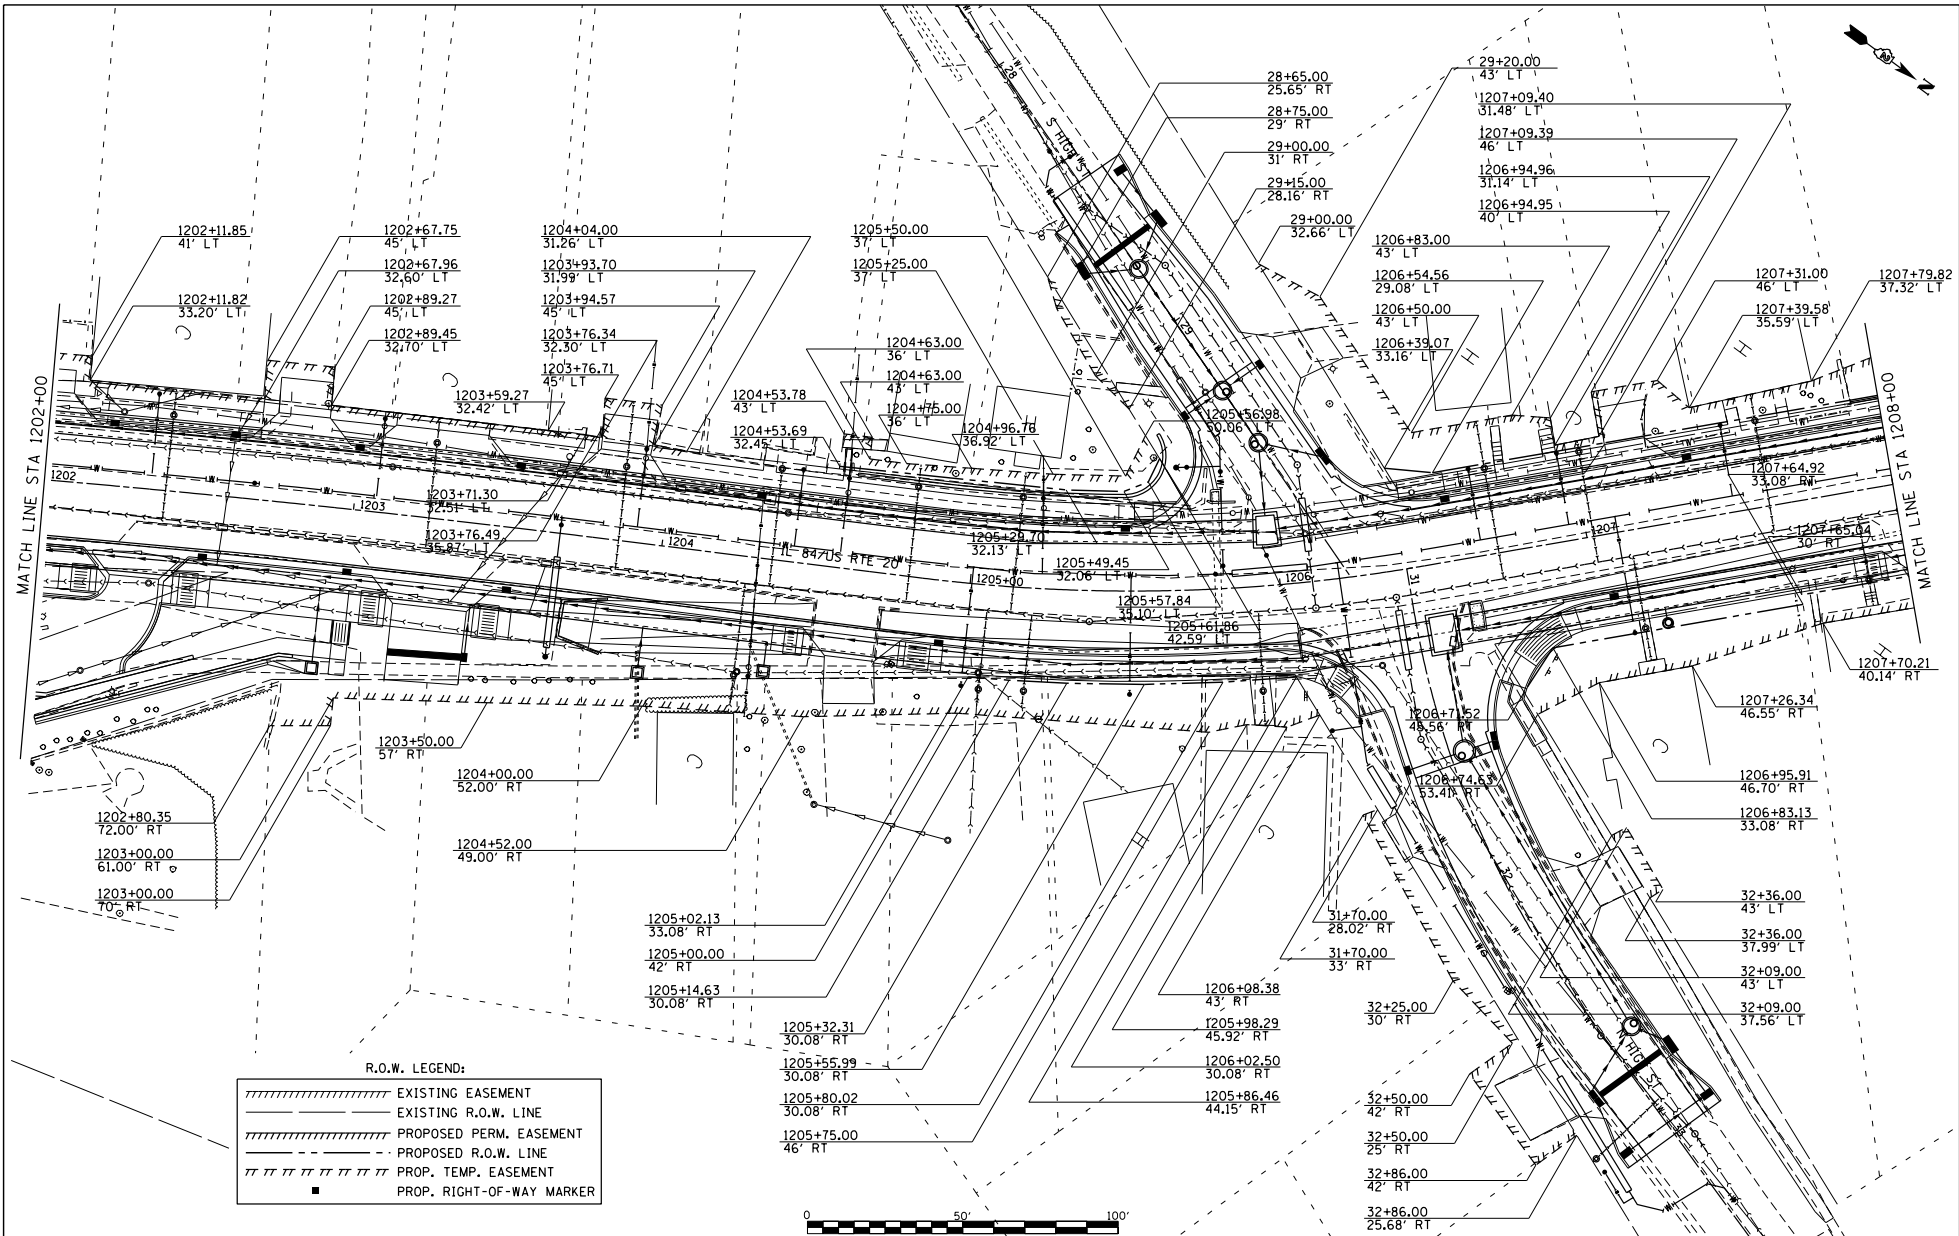 N
28+65.00
25.65' RT
28+75.00
29' RT
29+00.00
31' RT
29+15.00
28.16' RT
29+00.00
32.66' LT
29+20.00
43' LT
1207+09.40
31.48' LT
1207+09.39
46' LT
1206+94.96
31.14' LT
1206+94.95
40' LT
1206+83.00
43' LT
1206+54.56
29.08' LT
1206+50.00
43' LT
1206+39.07
33.16' LT
1207+31.00
46' LT
1207+39.58
35.59' LT
1207+79.82
37.32' LT
1202+11.85
41' LT
1202+11.82
33.20' LT
1202+67.75
45' LT
1202+67.96
32.60' LT
1202+89.27
45' LT
1202+89.45
32.70' LT
1204+04.00
31.26' LT
1203+93.70
31.99' LT
1203+94.57
45' LT
1203+76.34
32.30' LT
1203+76.71
45' LT
1203+59.27
32.42' LT
1205+50.00
37' LT
1205+25.00
37' LT
1204+63.00
36' LT
1204+63.00
43' LT
1204+75.00
36' LT
1204+53.78
43' LT
1204+53.69
32.45' LT
1204+96.76
36.92' LT
1205+56.98
50.06' LT
1203+71.30
32.51' LT
1203+76.49
35.87' LT
1205+29.70
32.13' LT
1205+49.45
32.06' LT
1205+57.84
35.10' LT
1205+61.86
42.59' LT
1207+64.92
33.08' RT
1207+65.04
30' RT
MATCH LINE STA 1202+00
MATCH LINE STA 1208+00
1202
1203
1204
IL 84/US RTE 20
1205+00
1206
1207
S HIGH ST
28
29
31
32
33
N HIGH ST
1207+70.21
40.14' RT
1207+26.34
46.55' RT
1206+71.52
1206+74.63
53.41' RT
1206+95.91
46.70' RT
1206+83.13
33.08' RT
1203+50.00
57' RT
1204+00.00
52.00' RT
1202+80.35
72.00' RT
1203+00.00
61.00' RT
1203+00.00
70' RT
1204+52.00
49.00' RT
1205+02.13
33.08' RT
1205+00.00
42' RT
1205+14.63
30.08' RT
1205+32.31
30.08' RT
1205+55.99
30.08' RT
1205+80.02
30.08' RT
1205+75.00
46' RT
1206+08.38
43' RT
1205+98.29
45.92' RT
1206+02.50
30.08' RT
1205+86.46
44.15' RT
31+70.00
28.02' RT
31+70.00
33' RT
32+25.00
30' RT
32+50.00
42' RT
32+50.00
25' RT
32+86.00
42' RT
32+86.00
25.68' RT
32+36.00
43' LT
32+36.00
37.99' LT
32+09.00
43' LT
32+09.00
37.56' LT
R.O.W. LEGEND:
EXISTING EASEMENT
EXISTING R.O.W. LINE
PROPOSED PERM. EASEMENT
PROPOSED R.O.W. LINE
PROP. TEMP. EASEMENT
PROP. RIGHT-OF-WAY MARKER
0 50' 100'